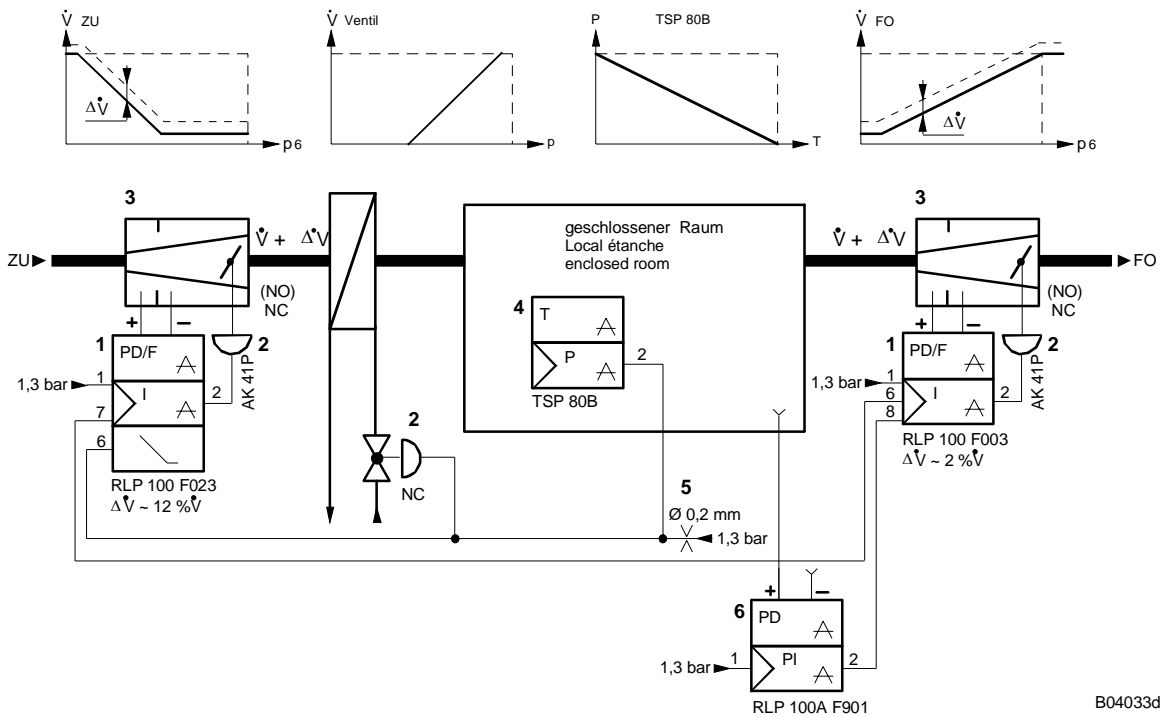 V̇ ZU
ΔV̇
p 6
V̇ Ventil
p
P
TSP 80B
T
V̇ FO
ΔV̇
p 6
3
ZU
V̇ + ΔV̇
(NO)
NC
+
–
1
PD/F
2
AK 41P
1,3 bar
1
I
2
7
6
RLP 100 F023
ΔV̇ ~ 12 %V̇
2
NC
geschlossener Raum
Local étanche
enclosed room
4
T
P
2
TSP 80B
5
Ø 0,2 mm
1,3 bar
3
V̇ + ΔV̇
FO
(NO)
NC
+
–
1
PD/F
2
AK 41P
1,3 bar
1
6
8
I
2
RLP 100 F003
ΔV̇ ~ 2 %V̇
+
–
6
PD
1,3 bar
1
PI
2
RLP 100A F901
B04033d